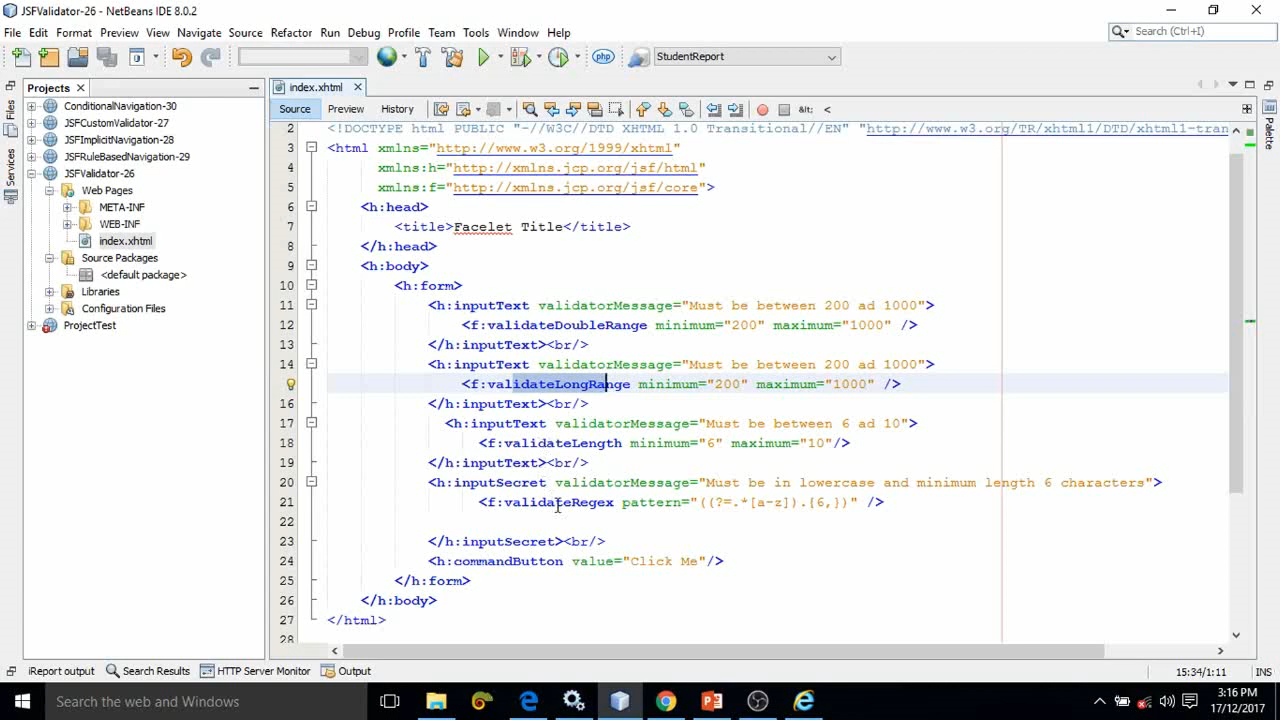 JSFValidator-26 - NetBeans IDE 8.0.2
File Edit Format Preview View Navigate Source Refactor Run Debug Profile Team Tools Window Help
Search (Ctrl+I)
php
StudentReport
Projects
index.xhtml
Files
Services
Palette
Source Preview History
&lt; <
ConditionalNavigation-30
JSFCustomValidator-27
JSFImplicitNavigation-28
JSFRuleBasedNavigation-29
JSFValidator-26
Web Pages
META-INF
WEB-INF
index.xhtml
Source Packages
<default package>
Libraries
Configuration Files
ProjectTest
2 <!DOCTYPE html PUBLIC "-//W3C//DTD XHTML 1.0 Transitional//EN" "http://www.w3.org/TR/xhtml1/DTD/xhtml1-tran
3 <html xmlns="http://www.w3.org/1999/xhtml"
4 xmlns:h="http://xmlns.jcp.org/jsf/html"
5 xmlns:f="http://xmlns.jcp.org/jsf/core">
6 <h:head>
7 <title>Facelet Title</title>
8 </h:head>
9 <h:body>
10 <h:form>
11 <h:inputText validatorMessage="Must be between 200 ad 1000">
12 <f:validateDoubleRange minimum="200" maximum="1000" />
13 </h:inputText><br/>
14 <h:inputText validatorMessage="Must be between 200 ad 1000">
<f:validateLongRange minimum="200" maximum="1000" />
16 </h:inputText><br/>
17 <h:inputText validatorMessage="Must be between 6 ad 10">
18 <f:validateLength minimum="6" maximum="10"/>
19 </h:inputText><br/>
20 <h:inputSecret validatorMessage="Must be in lowercase and minimum length 6 characters">
21 <f:validateRegex pattern="((?=.*[a-z]).{6,})" />
22
23 </h:inputSecret><br/>
24 <h:commandButton value="Click Me"/>
25 </h:form>
26 </h:body>
27 </html>
28
iReport output Search Results HTTP Server Monitor Output
15:34/1:11 INS
Search the web and Windows
3:16 PM
17/12/2017